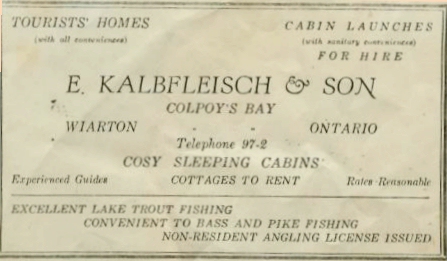 TOURISTS' HOMES
(with all conveniences)
CABIN LAUNCHES
(with sanitary conveniences)
FOR HIRE
E. KALBFLEISCH & SON
COLPOY'S BAY
WIARTON - - ONTARIO
Telephone 97-2
COSY SLEEPING CABINS
Experienced Guides COTTAGES TO RENT Rates Reasonable
EXCELLENT LAKE TROUT FISHING
CONVENIENT TO BASS AND PIKE FISHING
NON-RESIDENT ANGLING LICENSE ISSUED